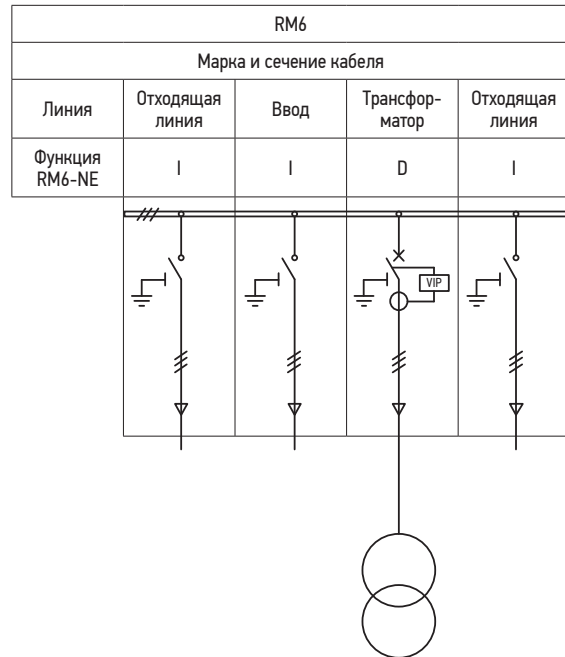 RM6
Марка и сечение кабеля
Линия
Отходящая
линия
Ввод
Трансфор-
матор
Отходящая
линия
Функция
RM6-NE
I
I
D
I
VIP